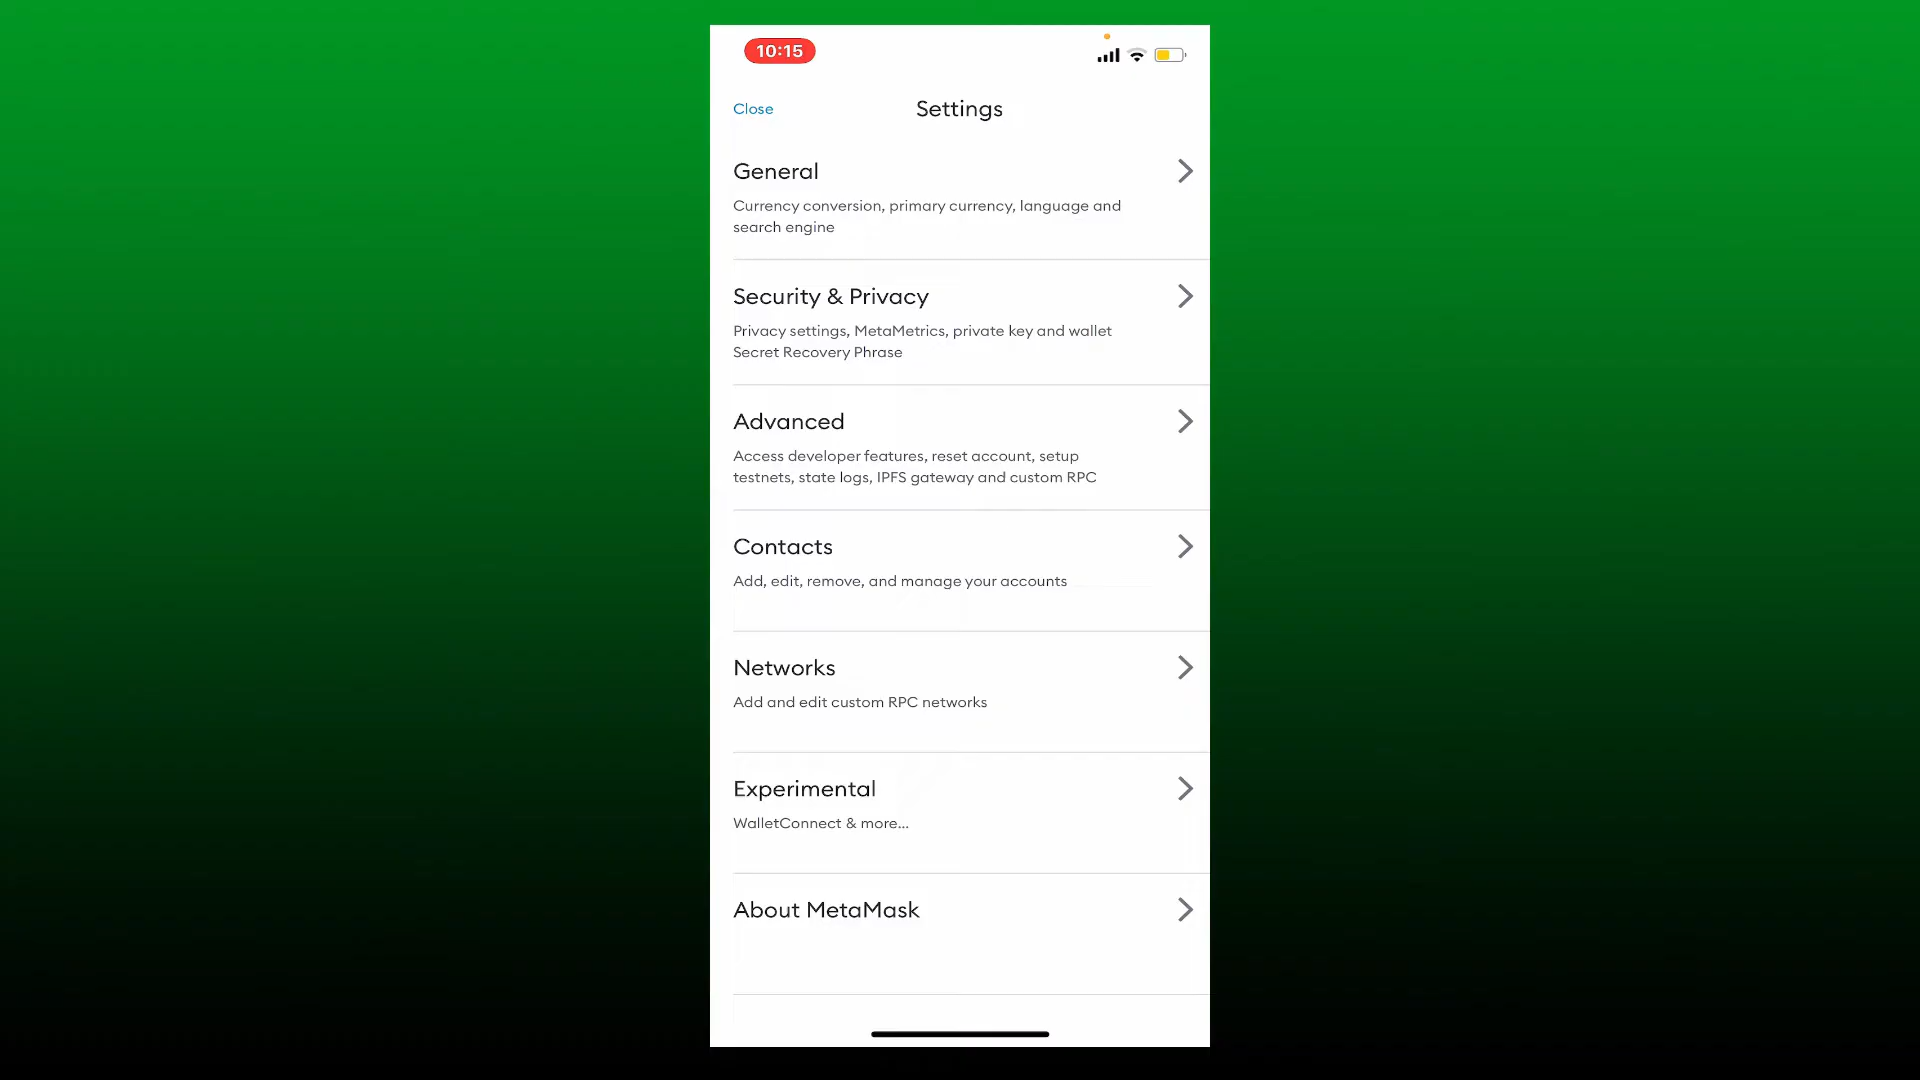 10:15
Close
Settings
General
Currency conversion, primary currency, language and
search engine
Security & Privacy
Privacy settings, MetaMetrics, private key and wallet
Secret Recovery Phrase
Advanced
Access developer features, reset account, setup
testnets, state logs, IPFS gateway and custom RPC
Contacts
Add, edit, remove, and manage your accounts
Networks
Add and edit custom RPC networks
Experimental
WalletConnect & more...
About MetaMask